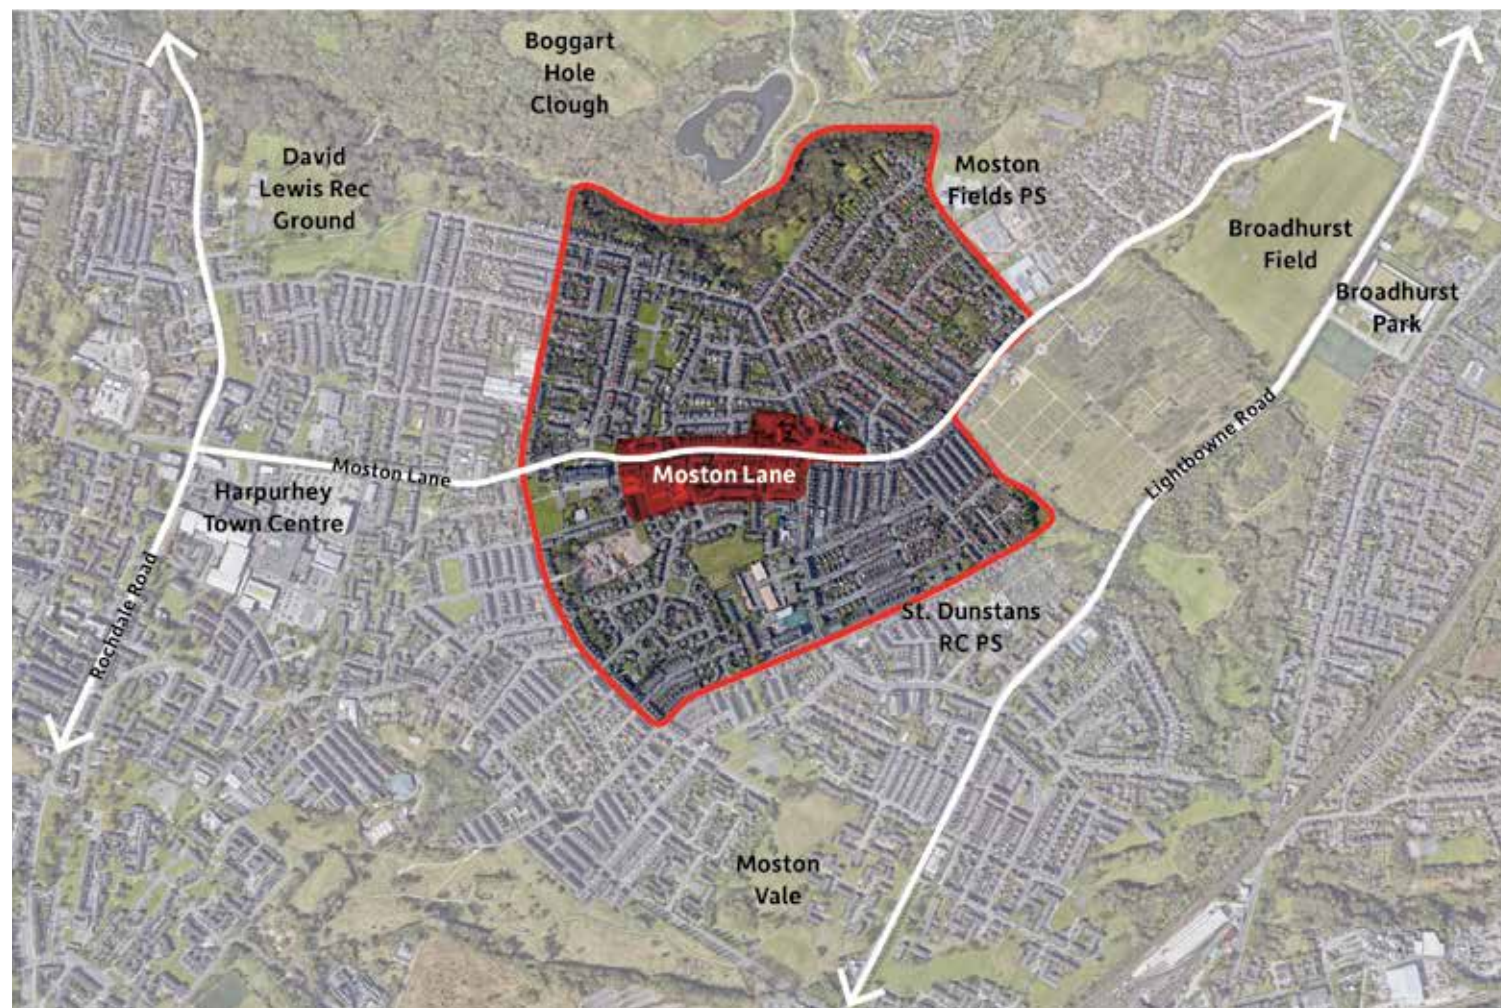 Boggart
Hole
Clough
David
Lewis Rec
Ground
Moston
Fields PS
Broadhurst
Field
Broadhurst
Park
Moston Lane
Moston Lane
Harpurhey
Town Centre
Lightbowne Road
Rochdale Road
St. Dunstans
RC PS
Moston
Vale